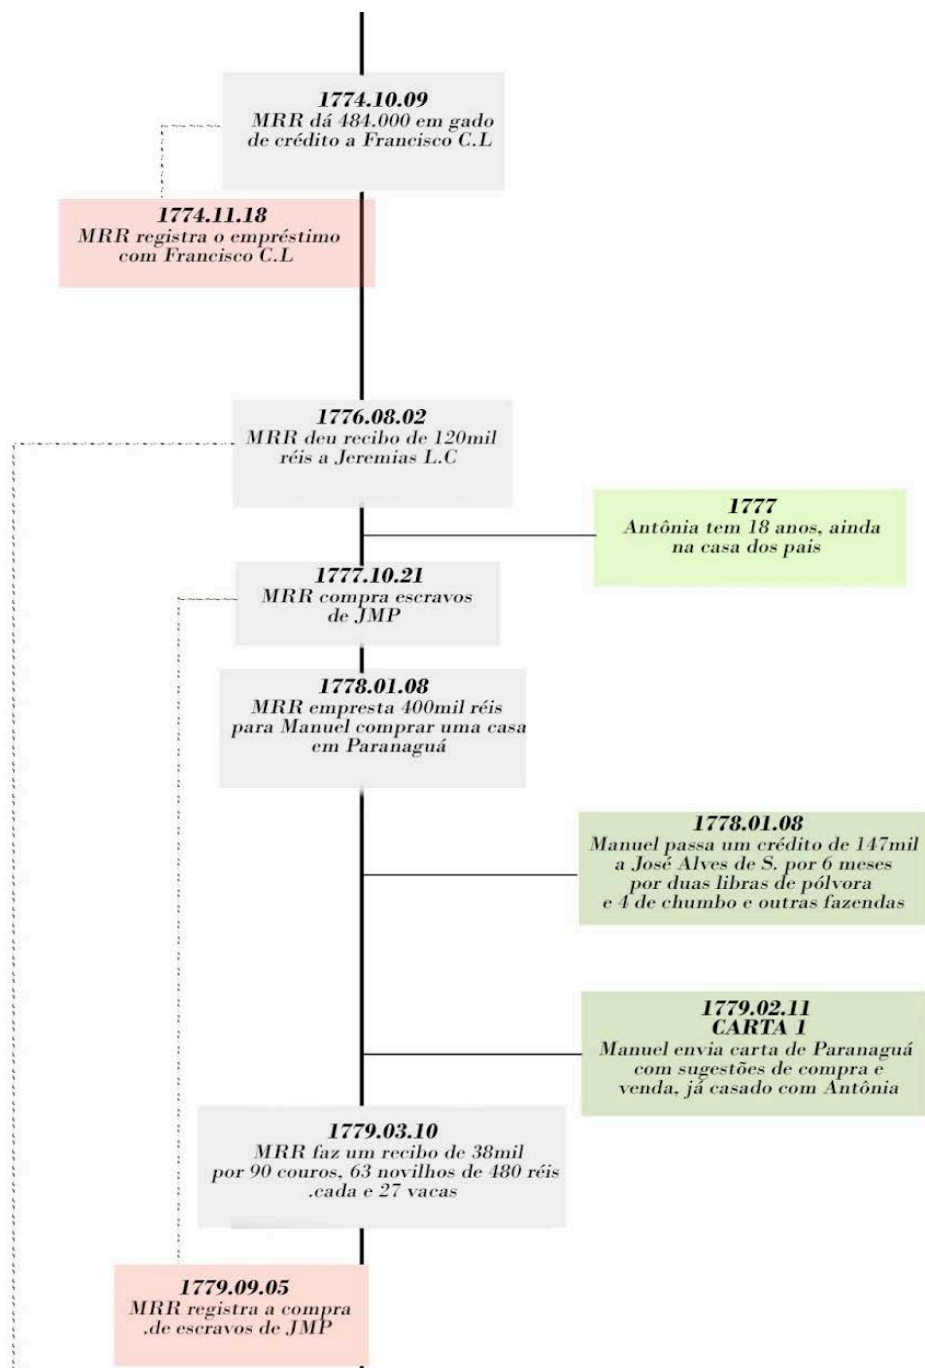 1774.10.09
MRR dá 484.000 em gado
de crédito a Francisco C.L
1774.11.18
MRR registra o empréstimo
com Francisco C.L
1776.08.02
MRR deu recibo de 120mil
réis a Jeremias L.C
1777
Antônia tem 18 anos, ainda
na casa dos pais
1777.10.21
MRR compra escravos
de JMP
1778.01.08
MRR empresta 400mil réis
para Manuel comprar uma casa
em Paranaguá
1778.01.08
Manuel passa um crédito de 147mil
a José Alves de S. por 6 meses
por duas libras de pólvora
e 4 de chumbo e outras fazendas
1779.02.11
CARTA 1
Manuel envia carta de Paranaguá
com sugestões de compra e
venda, já casado com Antônia
1779.03.10
MRR faz um recibo de 38mil
por 90 couros, 63 novilhos de 480 réis
.cada e 27 vacas
1779.09.05
MRR registra a compra
.de escravos de JMP